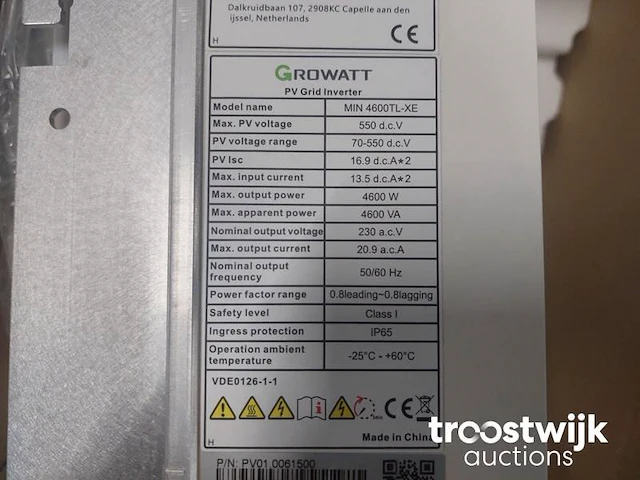 Dalkruidbaan 107, 2908KC Capelle aan den
ijssel, Netherlands
H
CE
GROWATT
PV Grid Inverter
Model name MIN 4600TL-XE
Max. PV voltage 550 d.c.V
PV voltage range 70-550 d.c.V
PV Isc 16.9 d.c.A*2
Max. input current 13.5 d.c.A*2
Max. output power 4600 W
Max. apparent power 4600 VA
Nominal output voltage 230 a.c.V
Max. output current 20.9 a.c.A
Nominal output
frequency 50/60 Hz
Power factor range 0.8leading~0.8lagging
Safety level Class I
Ingress protection IP65
Operation ambient
temperature -25°C - +60°C
VDE0126-1-1
CE
H
Made in China
P/N: PV01 0061500
troostwijk
auctions